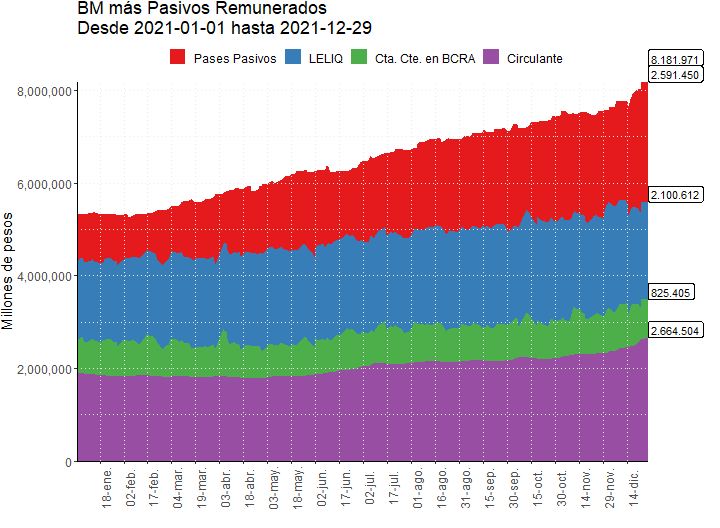 BM más Pasivos Remunerados
Desde 2021-01-01 hasta 2021-12-29
Pases Pasivos LELIQ Cta. Cte. en BCRA Circulante
8.181.971
2.591.450
2.100.612
825.405
2.664.504
Millones de pesos
8,000,000
6,000,000
4,000,000
2,000,000
0
18-ene.
02-feb.
17-feb.
04-mar.
19-mar.
03-abr.
18-abr.
03-may.
18-may.
02-jun.
17-jun.
02-jul.
17-jul.
01-ago.
16-ago.
31-ago.
15-sep.
30-sep.
15-oct.
30-oct.
14-nov.
29-nov.
14-dic.